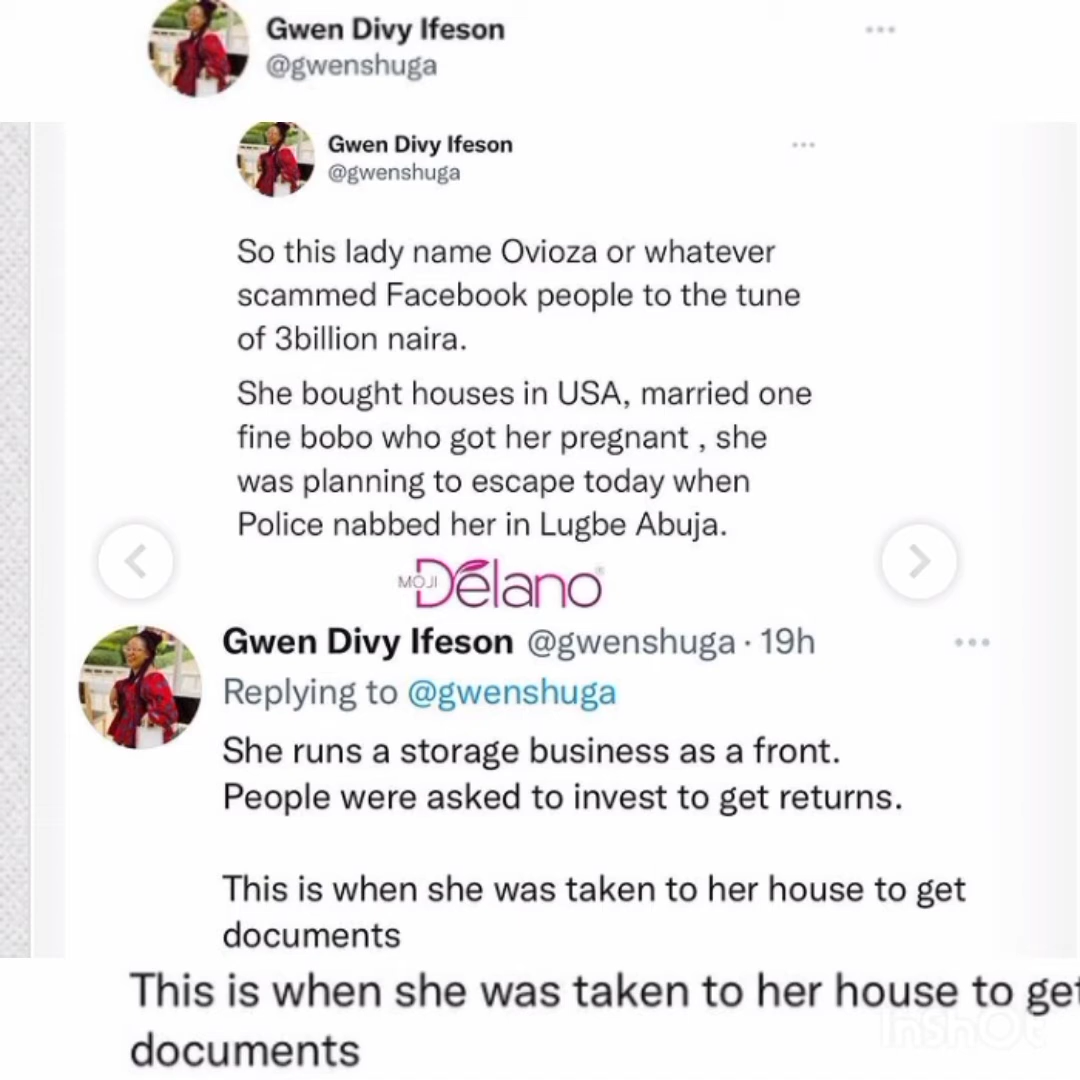 Gwen Divy Ifeson
@gwenshuga
Gwen Divy Ifeson
@gwenshuga
So this lady name Ovioza or whatever
scammed Facebook people to the tune
of 3billion naira.
She bought houses in USA, married one
fine bobo who got her pregnant , she
was planning to escape today when
Police nabbed her in Lugbe Abuja.
MOJI Délano®
Gwen Divy Ifeson @gwenshuga · 19h
Replying to @gwenshuga
She runs a storage business as a front.
People were asked to invest to get returns.
This is when she was taken to her house to get
documents
This is when she was taken to her house to get
documents
InShOt